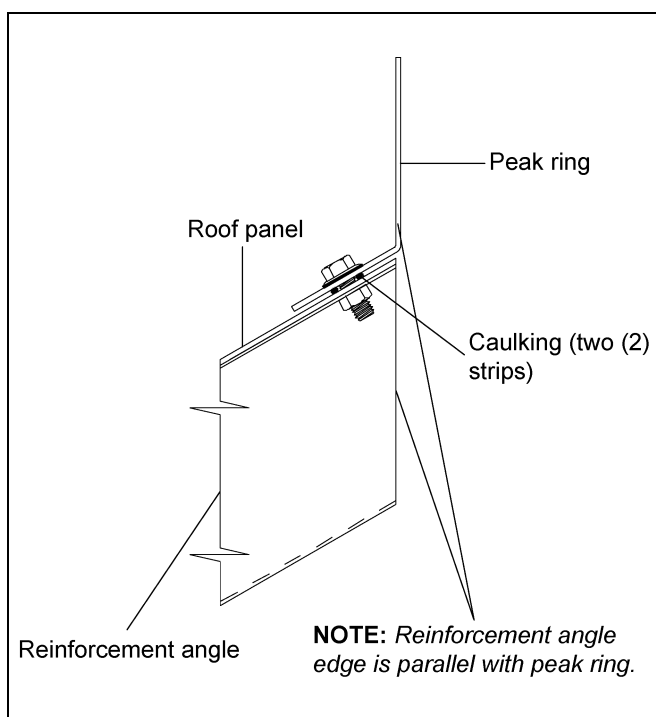 Peak ring
Roof panel
Caulking (two (2)
strips)
Reinforcement angle
NOTE: Reinforcement angle
edge is parallel with peak ring.